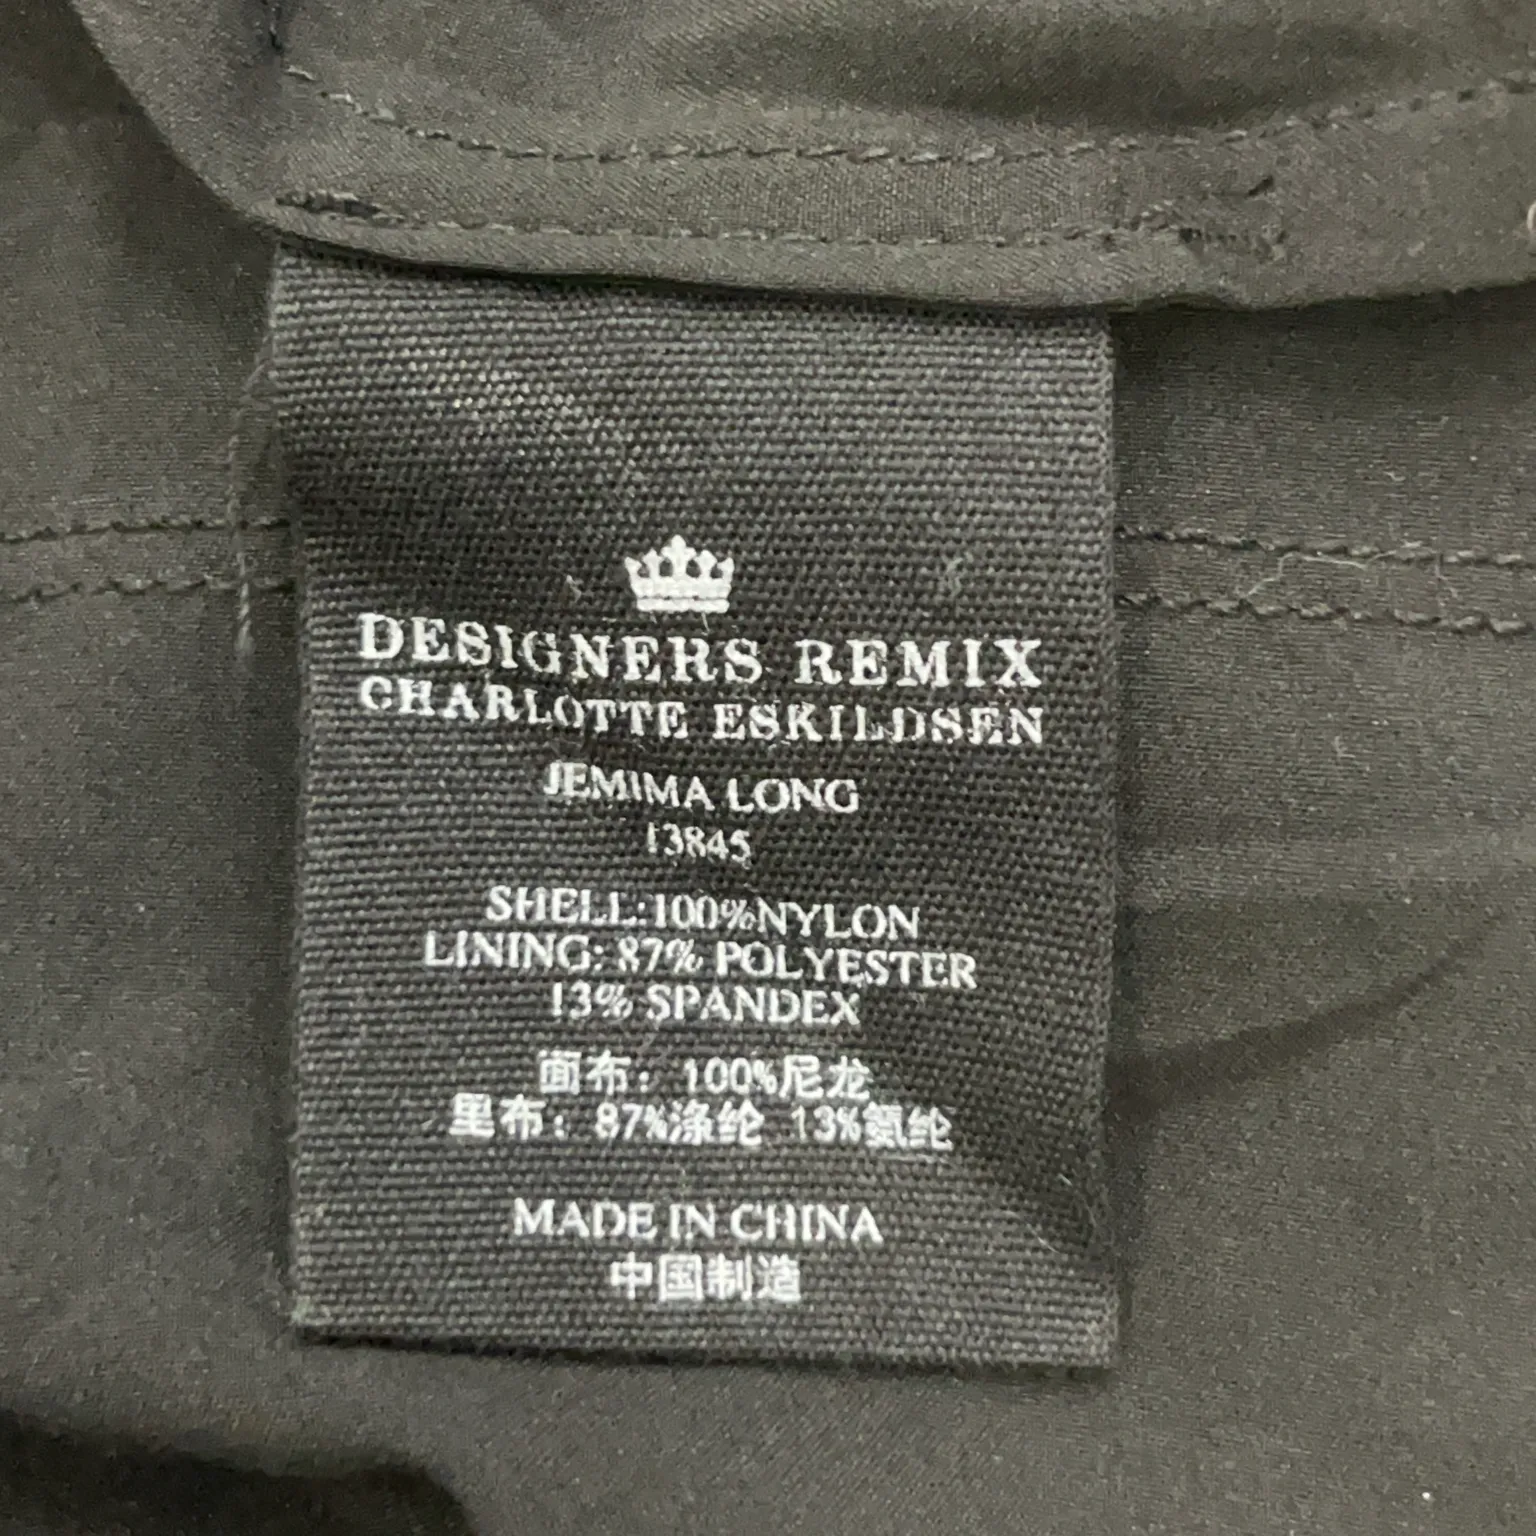 DESIGNERS REMIX
CHARLOTTE ESKILDSEN
JEMIMA LONG
13845
SHELL:100%NYLON
LINING: 87% POLYESTER
13% SPANDEX
面布：100%尼龙
里布：87%涤纶 13%氨纶
MADE IN CHINA
中国制造